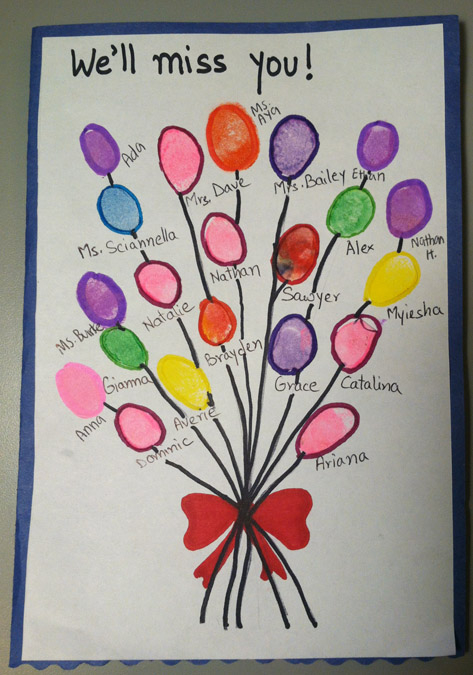 We'll miss you!
Ms. Aya
Ada
Mrs. Dave
Mrs. Bailey
Ethan
Ms. Sciannella
Nathan
Alex
Nathan H.
Natalie
Sawyer
Myiesha
Ms. Burke
Brayden
Gianna
Averie
Grace
Catalina
Anna
Dominic
Ariana